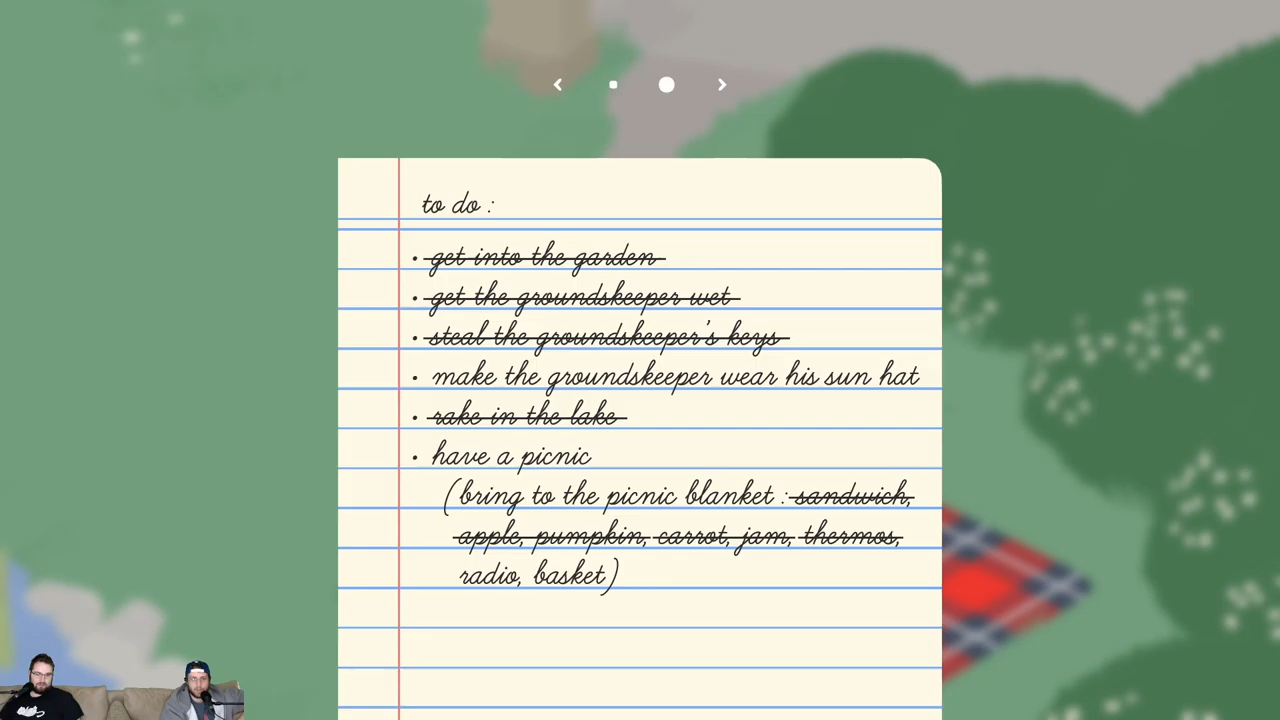 to do :
• get into the garden
• get the groundskeeper wet
• steal the groundskeeper's keys
• make the groundskeeper wear his sun hat
• rake in the lake
• have a picnic
(bring to the picnic blanket : sandwich,
apple, pumpkin, carrot, jam, thermos,
radio, basket)